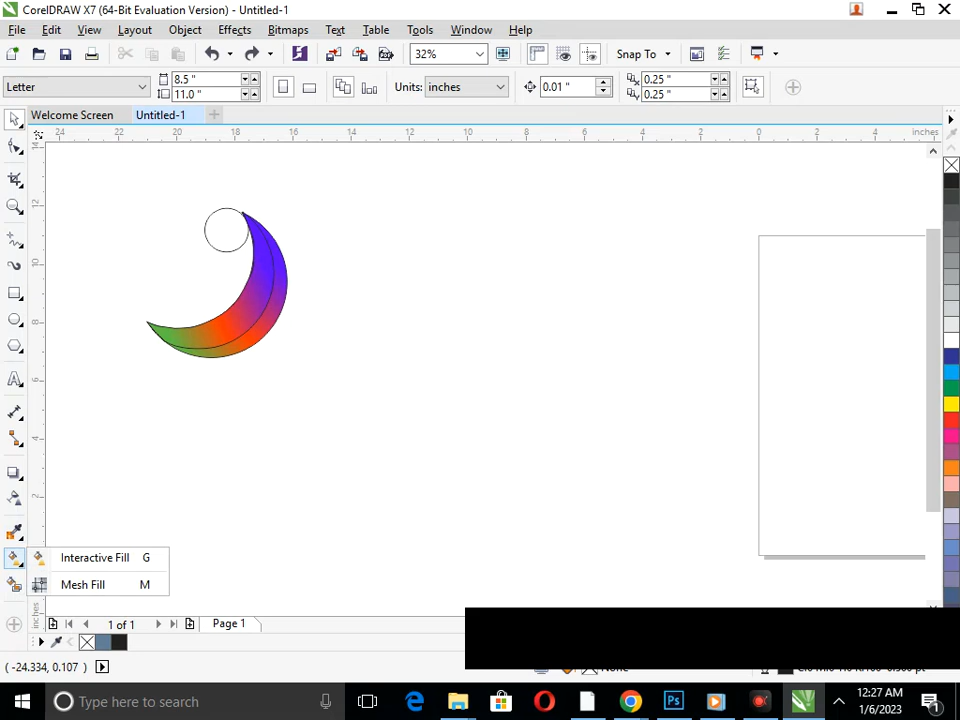 CorelDRAW X7 (64-Bit Evaluation Version) - Untitled-1
File Edit View Layout Object Effects Bitmaps Text Table Tools Window Help
32% Snap To
Letter 8.5 " 11.0 " Units: inches 0.01 " 0.25 " 0.25 "
Welcome Screen Untitled-1
24 22 20 18 16 14 12 10 8 6 4 2 0 2 4 inches
14
12
10
8
6
4
2
inches
Interactive Fill G
Mesh Fill M
1 of 1 Page 1
(-24.334, 0.107) None
Type here to search
12:27 AM
1/6/2023
1